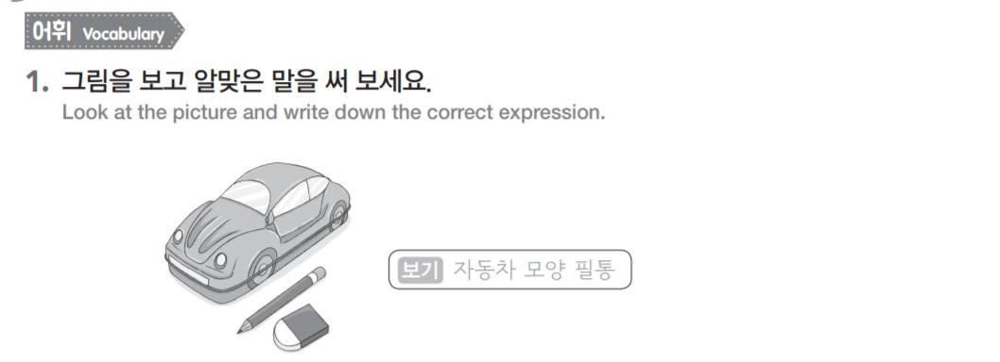 어휘 Vocabulary
1. 그림을 보고 알맞은 말을 써 보세요.
Look at the picture and write down the correct expression.
보기 자동차 모양 필통